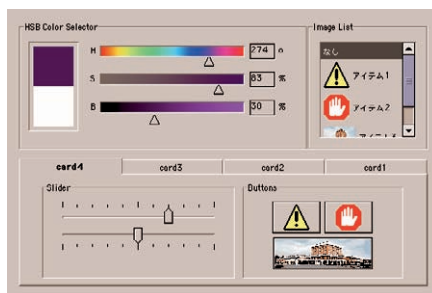 HSB Color Selector
H 274 °
S 83 %
B 30 %
Image List
なし
アイテム1
アイテム2
card4 card3 card2 card1
Slider
Buttons